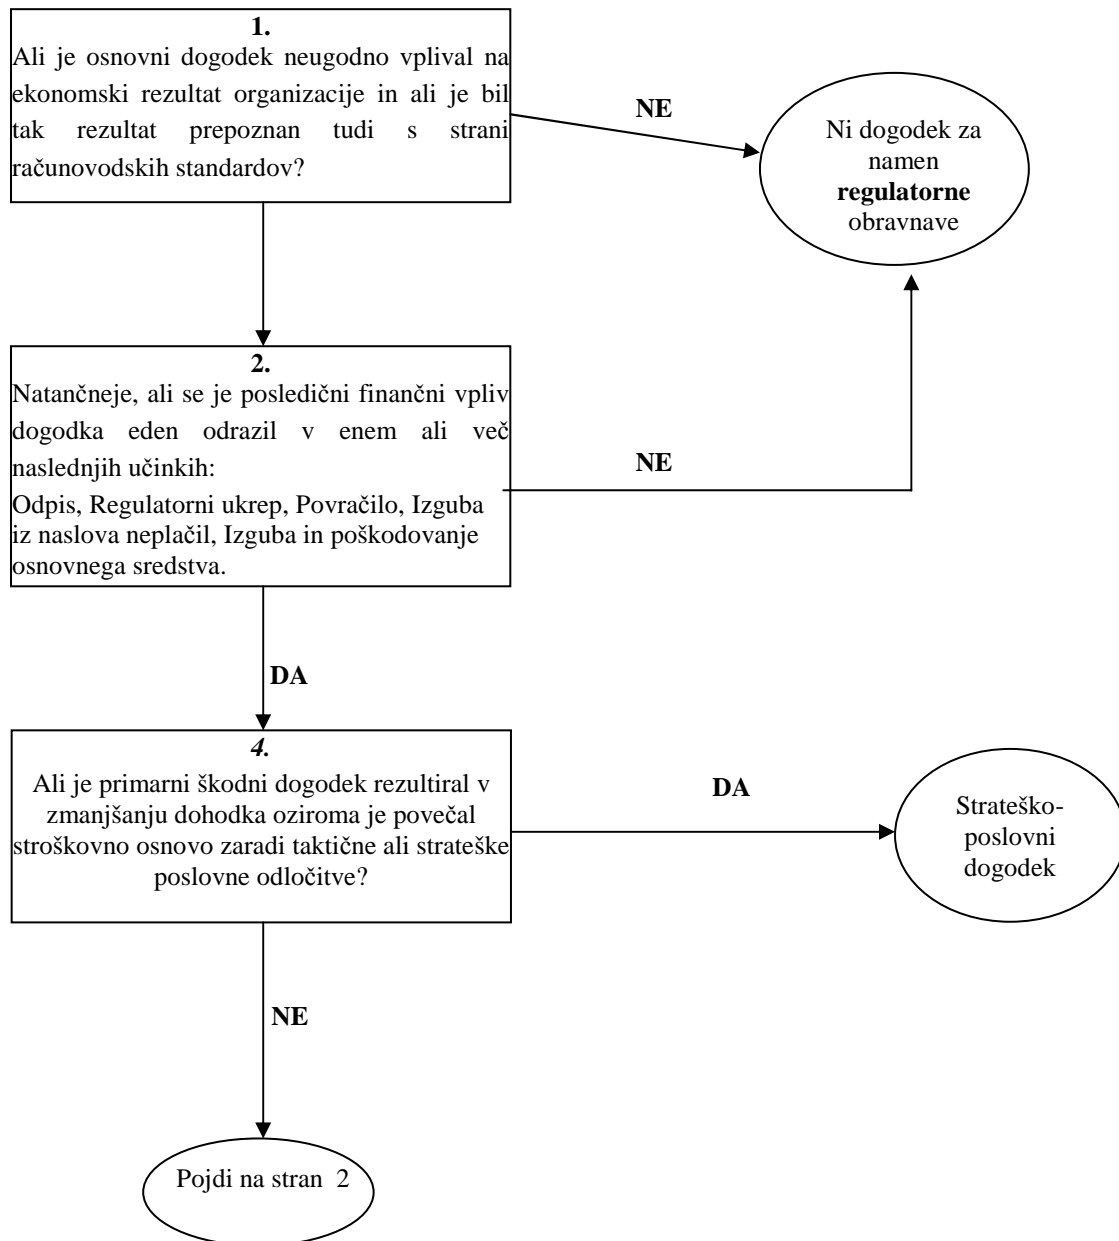 1.
Ali je osnovni dogodek neugodno vplival na
ekonomski rezultat organizacije in ali je bil
tak rezultat prepoznan tudi s strani
računovodskih standardov?
NE
Ni dogodek za
namen
regulatorne
obravnave
2.
Natančneje, ali se je posledični finančni vpliv
dogodka eden odrazil v enem ali več
naslednjih učinkih:
Odpis, Regulatorni ukrep, Povračilo, Izguba
iz naslova neplačil, Izguba in poškodovanje
osnovnega sredstva.
NE
DA
4.
Ali je primarni škodni dogodek rezultiral v
zmanjšanju dohodka oziroma je povečal
stroškovno osnovo zaradi taktične ali strateške
poslovne odločitve?
DA
Strateško-
poslovni
dogodek
NE
Pojdi na stran 2